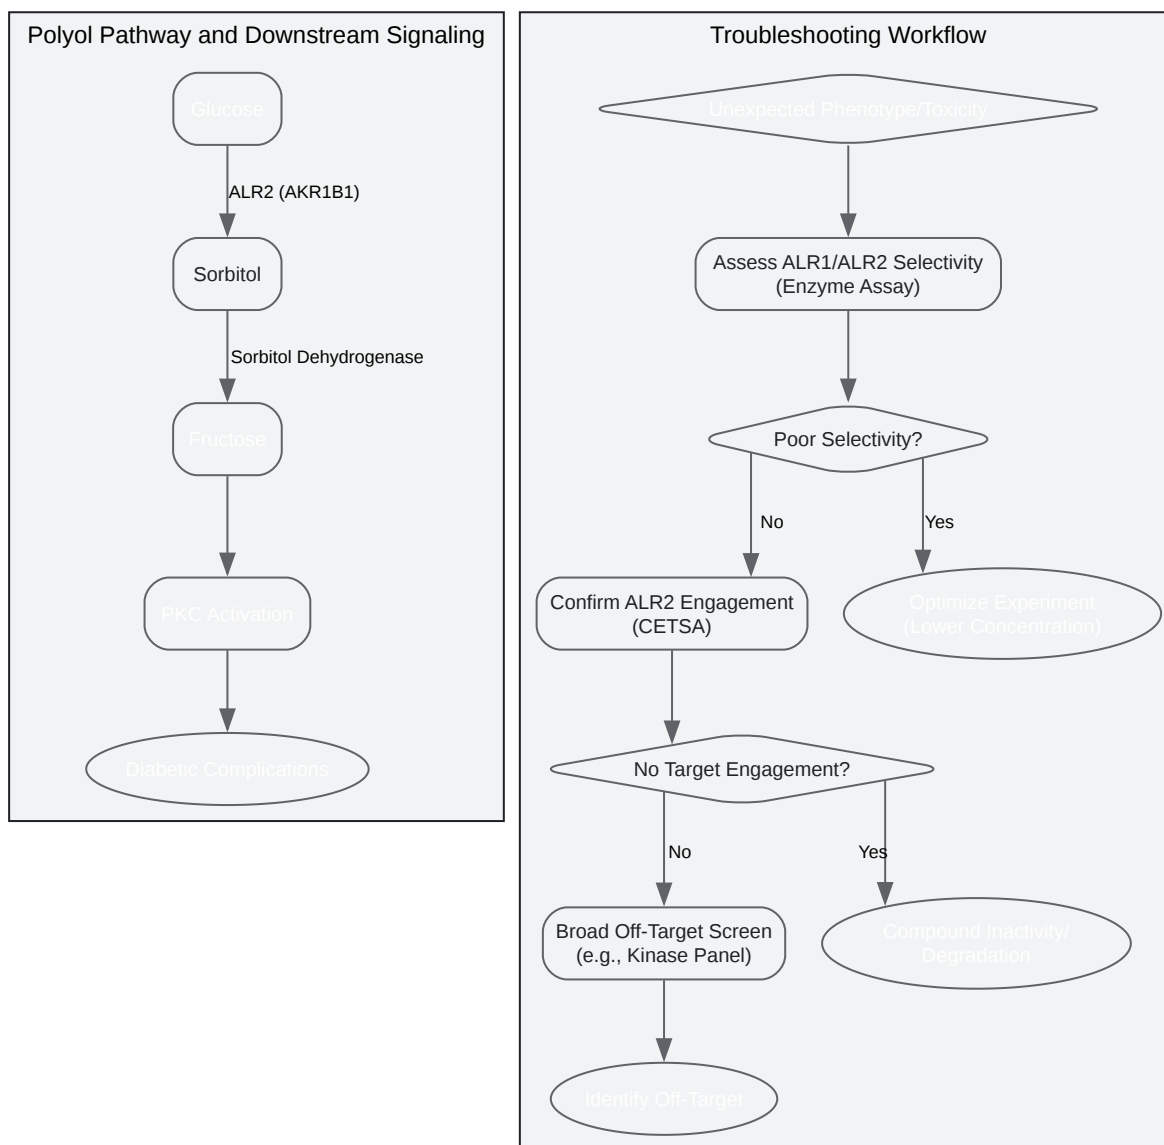 Polyol Pathway and Downstream Signaling
Glucose
ALR2 (AKR1B1)
Sorbitol
Sorbitol Dehydrogenase
Fructose
PKC Activation
Diabetic Complications
Troubleshooting Workflow
Unexpected Phenotype/Toxicity
Assess ALR1/ALR2 Selectivity
(Enzyme Assay)
Poor Selectivity?
No
Yes
Confirm ALR2 Engagement
(CETSA)
Optimize Experiment
(Lower Concentration)
No Target Engagement?
No
Yes
Broad Off-Target Screen
(e.g., Kinase Panel)
Compound Inactivity/
Degradation
Identify Off-Target